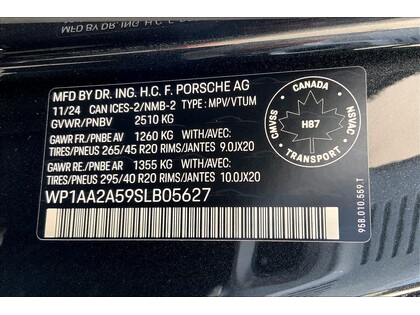 MFD BY DR. ING. H.C. F. PORSCHE AG
11/24 CAN ICES-2/NMB-2 TYPE : MPV/VTUM
GVWR/PNBV 2510 KG
GAWR FR./PNBE AV 1260 KG AVEC/WITH
TIRES/PNEUS 265/45 R20 RIMS/JANTES 9.0JX20
GAWR RE./PNBE AR 1355 KG AVEC/WITH
TIRES/PNEUS 295/40 R20 RIMS/JANTES 10.0JX20
WP1AA2A59SLB05627
CANADA
CMVSS
H87
NSVAC
TRANSPORT
95B.010.559.T